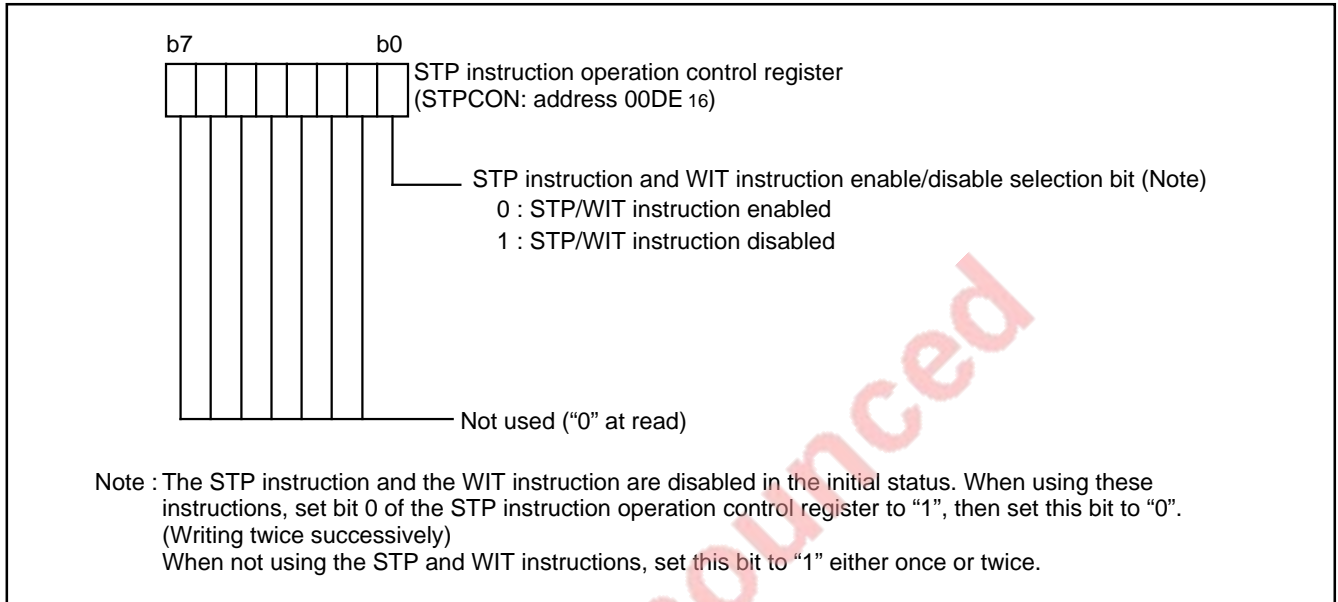 b7 b0
STP instruction operation control register
(STPCON: address 00DE 16)
STP instruction and WIT instruction enable/disable selection bit (Note)
0 : STP/WIT instruction enabled
1 : STP/WIT instruction disabled
Not used (“0” at read)
Note : The STP instruction and the WIT instruction are disabled in the initial status. When using these
instructions, set bit 0 of the STP instruction operation control register to “1”, then set this bit to “0”.
(Writing twice successively)
When not using the STP and WIT instructions, set this bit to “1” either once or twice.
ounced